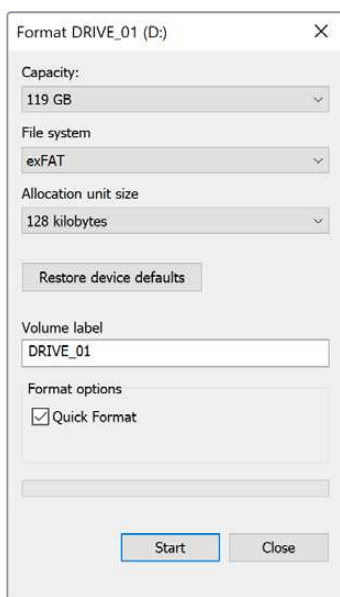 Format DRIVE_01 (D:)
Capacity:
119 GB
File system
exFAT
Allocation unit size
128 kilobytes
Restore device defaults
Volume label
DRIVE_01
Format options
Quick Format
Start Close